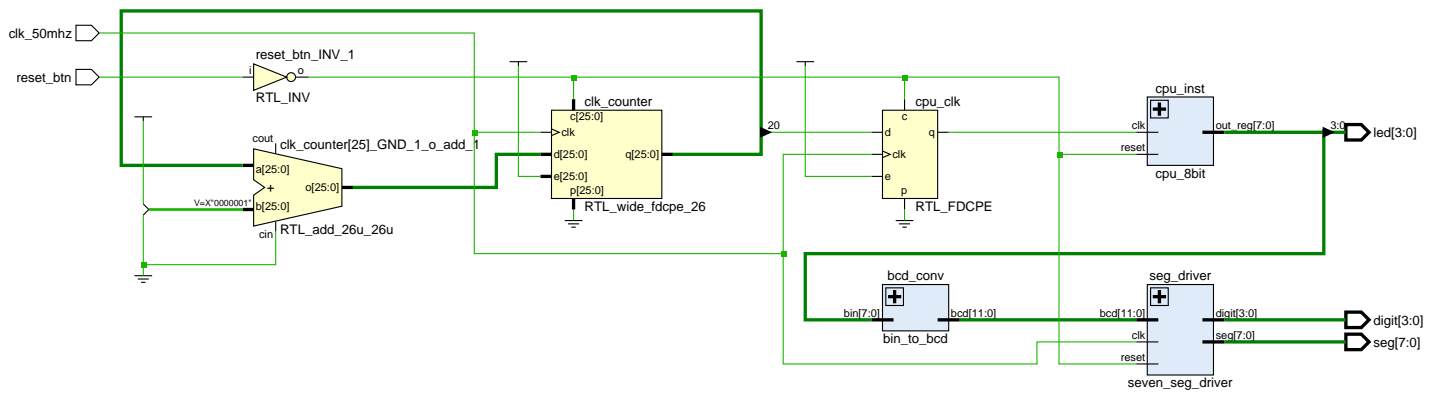 clk_50mhz
reset_btn
reset_btn_INV_1
i
o
RTL_INV
cout
clk_counter[25]_GND_1_o_add_1
a[25:0]
+
o[25:0]
V=X"0000001"
b[25:0]
cin
RTL_add_26u_26u
clk_counter
c[25:0]
clk
d[25:0]
q[25:0]
e[25:0]
p[25:0]
RTL_wide_fdcpe_26
20
cpu_clk
c
d
q
clk
e
p
RTL_FDCPE
cpu_inst
clk
out_reg[7:0]
reset
cpu_8bit
3:0
led[3:0]
bcd_conv
bin[7:0]
bcd[11:0]
bin_to_bcd
seg_driver
bcd[11:0]
digit[3:0]
clk
seg[7:0]
reset
seven_seg_driver
digit[3:0]
seg[7:0]